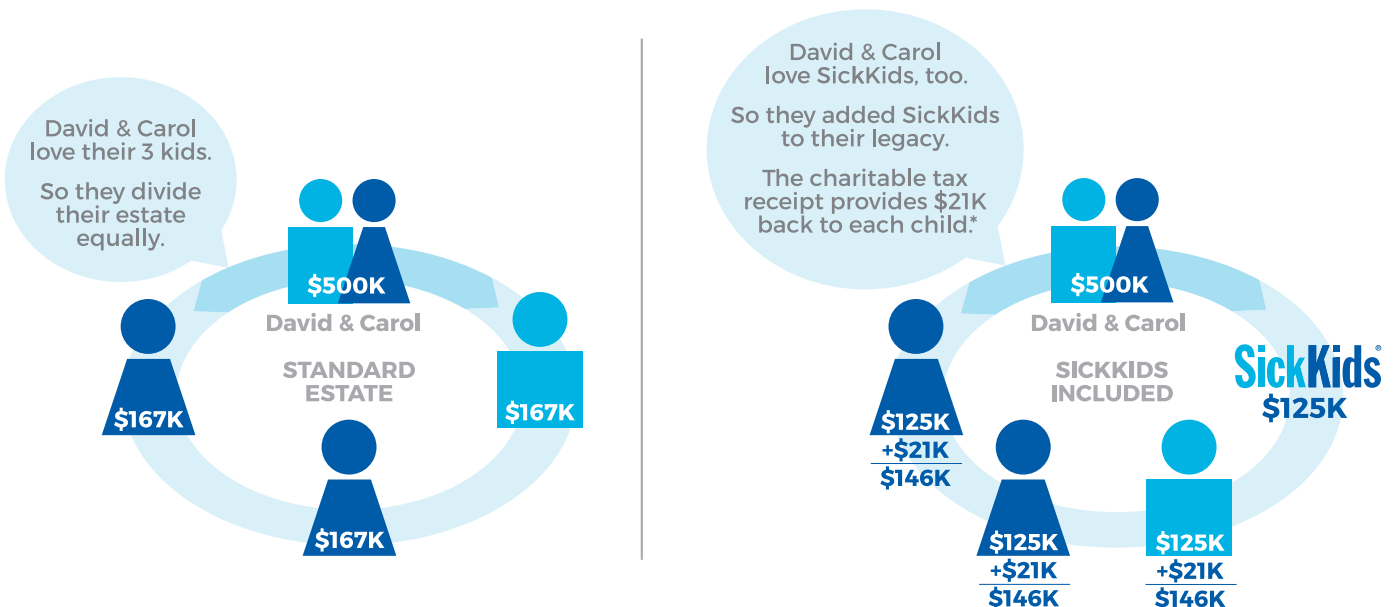 David & Carol
love their 3 kids.
So they divide
their estate
equally.
$500K
David & Carol
STANDARD
ESTATE
$167K
$167K
$167K
David & Carol
love SickKids, too.
So they added SickKids
to their legacy.
The charitable tax
receipt provides $21K
back to each child.*
$500K
David & Carol
SICKKIDS
INCLUDED
SickKids®
$125K
$125K
+$21K
$146K
$125K
+$21K
$146K
$125K
+$21K
$146K